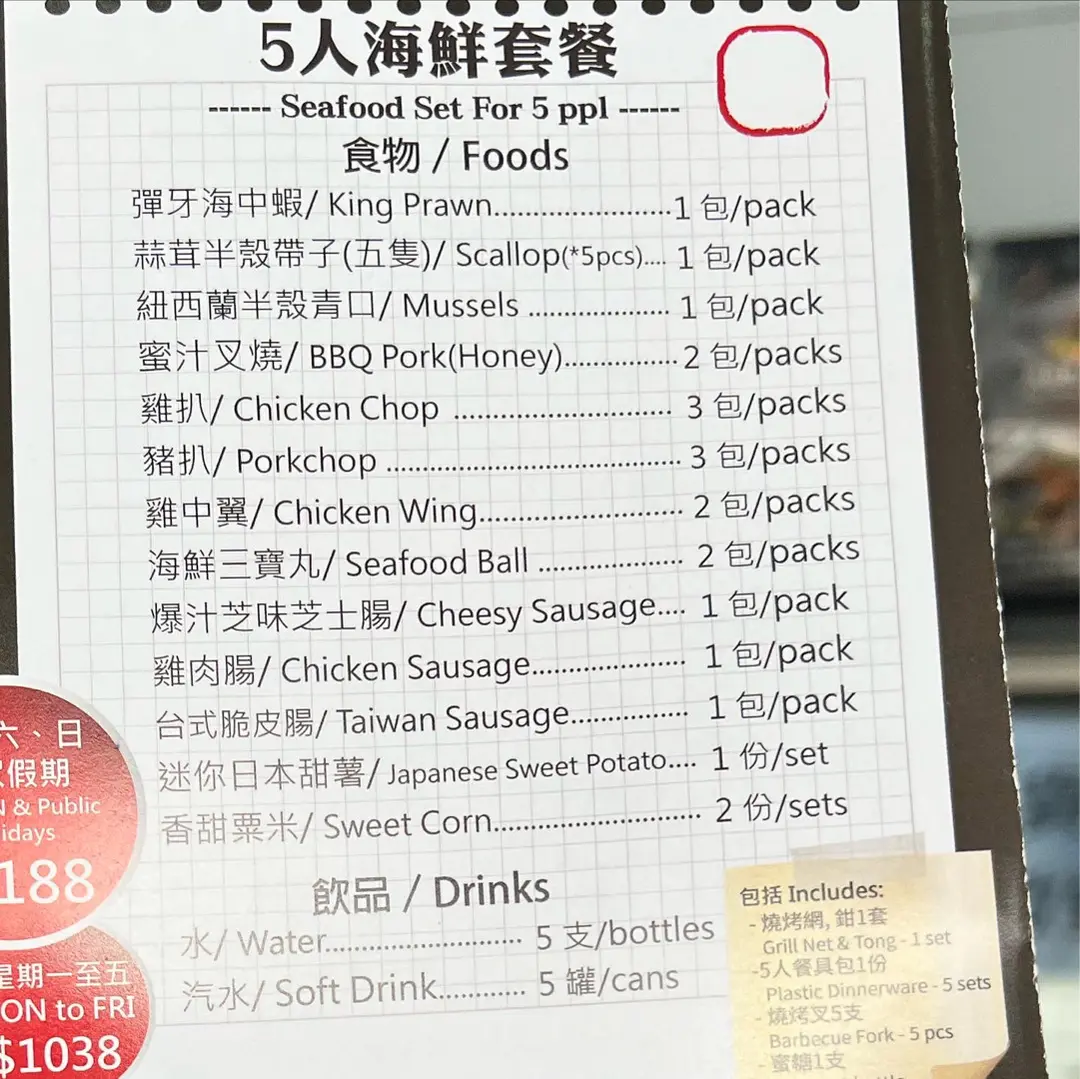 5人海鮮套餐
------ Seafood Set For 5 ppl ------
食物 / Foods
彈牙海中蝦/ King Prawn......................1 包/pack
蒜茸半殼帶子(五隻)/ Scallop(*5pcs).... 1 包/pack
紐西蘭半殼青口/ Mussels .................... 1 包/pack
蜜汁叉燒/ BBQ Pork(Honey)................2 包/packs
雞扒/ Chicken Chop ............................... 3 包/packs
豬扒/ Porkchop .......................................... 3 包/packs
雞中翼/ Chicken Wing............................. 2 包/packs
海鮮三寶丸/ Seafood Ball ..................... 2 包/packs
爆汁芝味芝士腸/ Cheesy Sausage.... 1 包/pack
雞肉腸/ Chicken Sausage...................... 1 包/pack
台式脆皮腸/ Taiwan Sausage................ 1 包/pack
迷你日本甜薯/ Japanese Sweet Potato.... 1 份/set
香甜粟米/ Sweet Corn.............................. 2 份/sets
飲品 / Drinks
水/ Water............................ 5 支/bottles
汽水/ Soft Drink............ 5 罐/cans
六、日
假期
& Public
188
星期一至五
ON to FRI
$1038
包括 Includes:
- 燒烤網, 鉗1套
Grill Net & Tong - 1 set
-5人餐具包1份
Plastic Dinnerware - 5 sets
- 燒烤叉5支
Barbecue Fork - 5 pcs
- 蜜糖1支